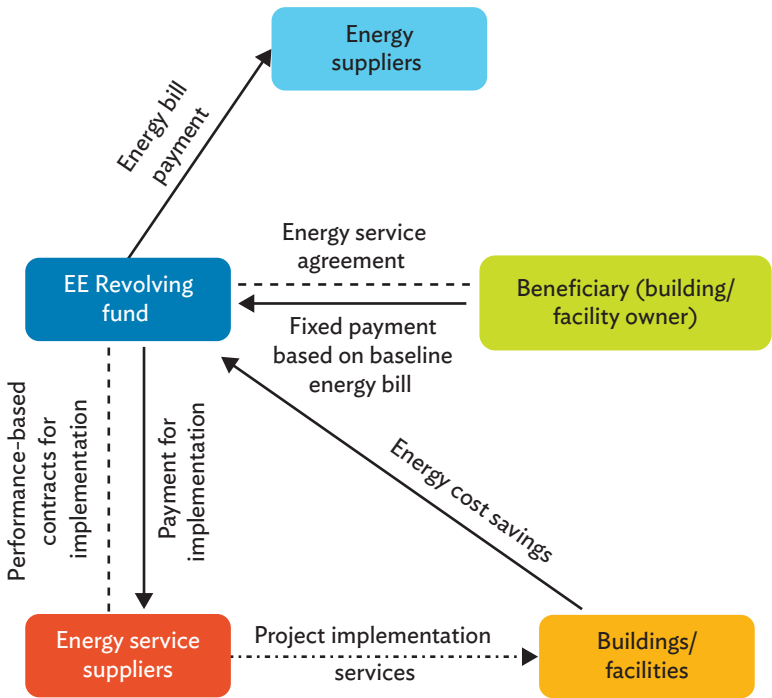 Energy
suppliers
Energy bill
payment
EE Revolving
fund
Energy service
agreement
Fixed payment
based on baseline
energy bill
Beneficiary (building/
facility owner)
Performance-based
contracts for
implementation
Payment for
implementation
Energy cost savings
Energy service
suppliers
Project implementation
services
Buildings/
facilities